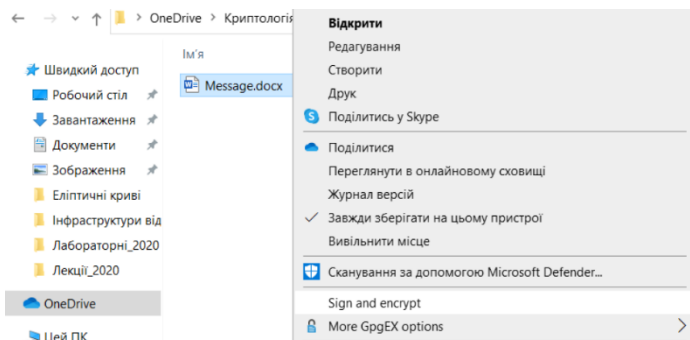 OneDrive > Криптологія
Ім'я
Швидкий доступ
Робочий стіл
Завантаження
Документи
Зображення
Еліптичні криві
Інфраструктури від
Лабораторні_2020
Лекції_2020
OneDrive
Цей ПК
Message.docx
Відкрити
Редагування
Створити
Друк
Поділитись у Skype
Поділитися
Переглянути в онлайновому сховищі
Журнал версій
Завжди зберігати на цьому пристрої
Вивільнити місце
Сканування за допомогою Microsoft Defender...
Sign and encrypt
More GpgEX options